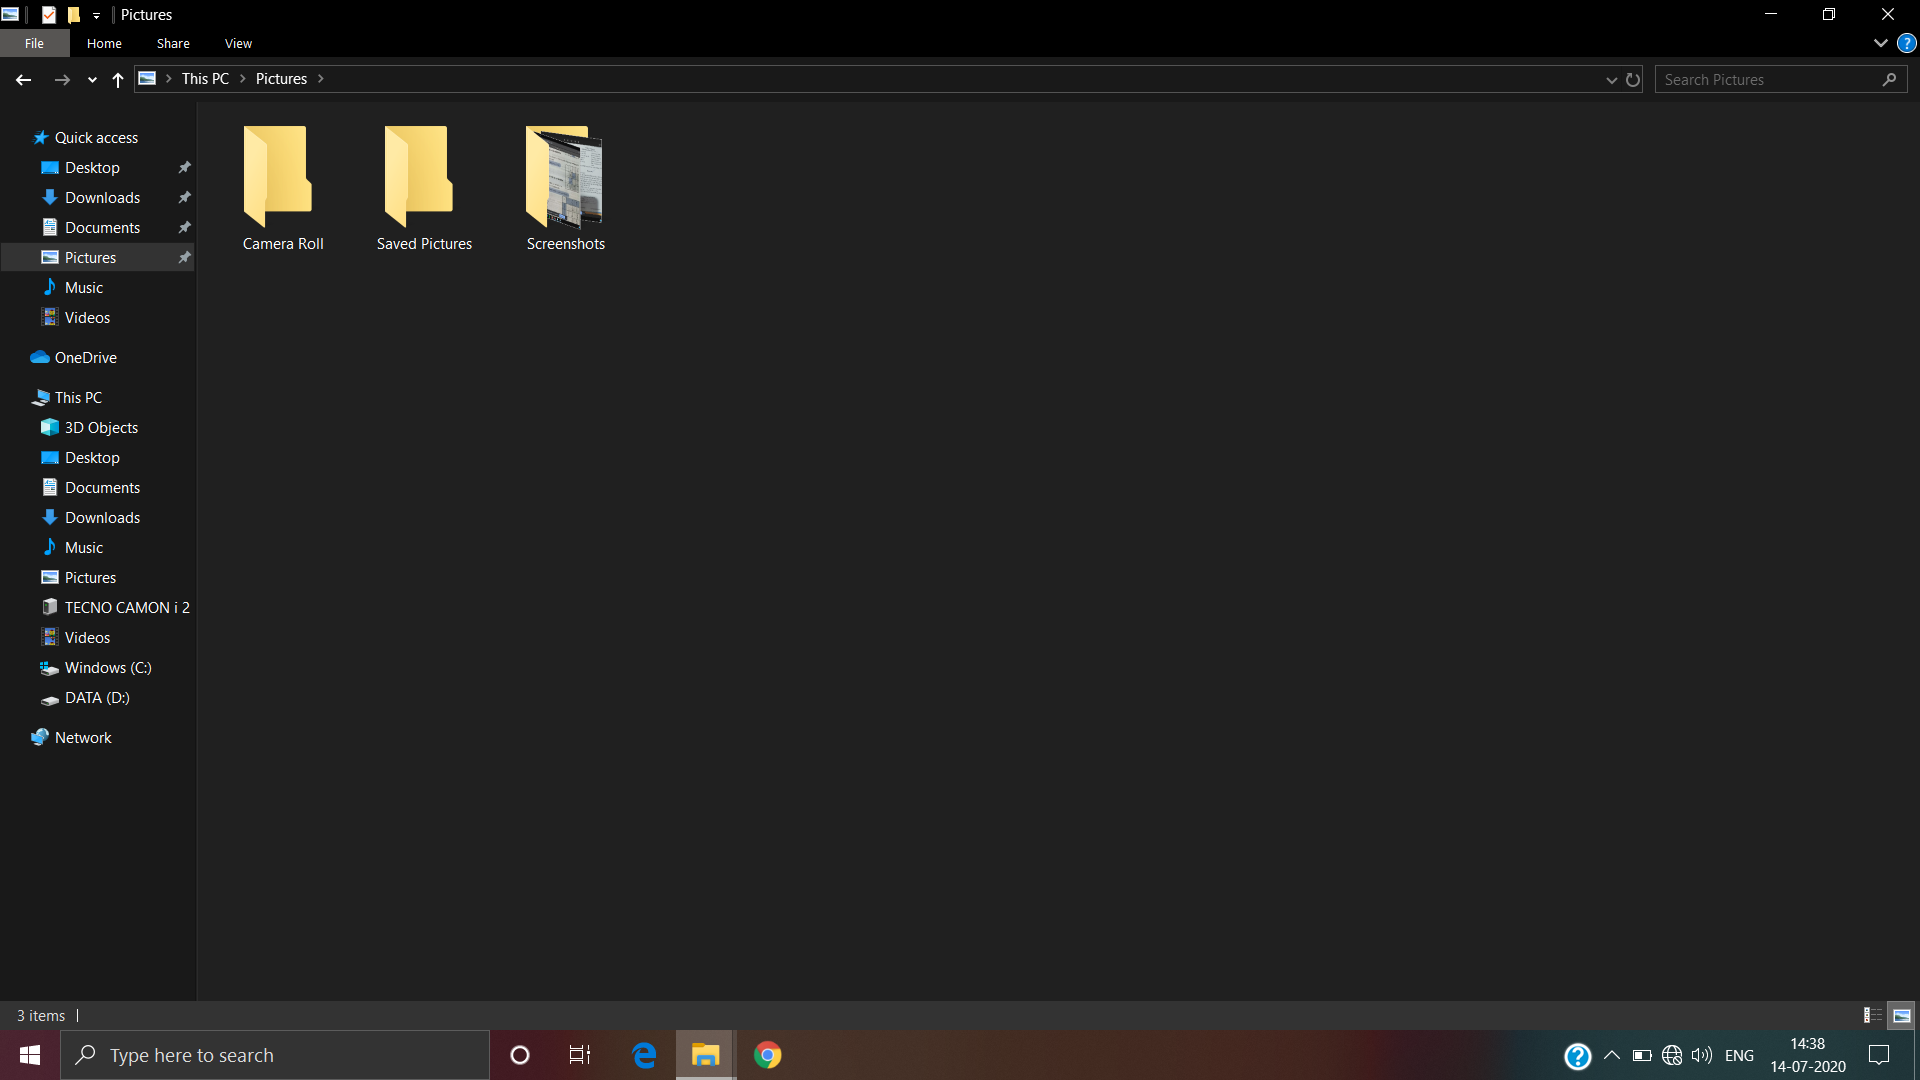 Pictures
File Home Share View
This PC Pictures
Search Pictures
Quick access
Desktop
Downloads
Documents
Pictures
Music
Videos
OneDrive
This PC
3D Objects
Desktop
Documents
Downloads
Music
Pictures
TECNO CAMON i 2
Videos
Windows (C:)
DATA (D:)
Network
Camera Roll Saved Pictures Screenshots
3 items
Type here to search
ENG
14:38
14-07-2020